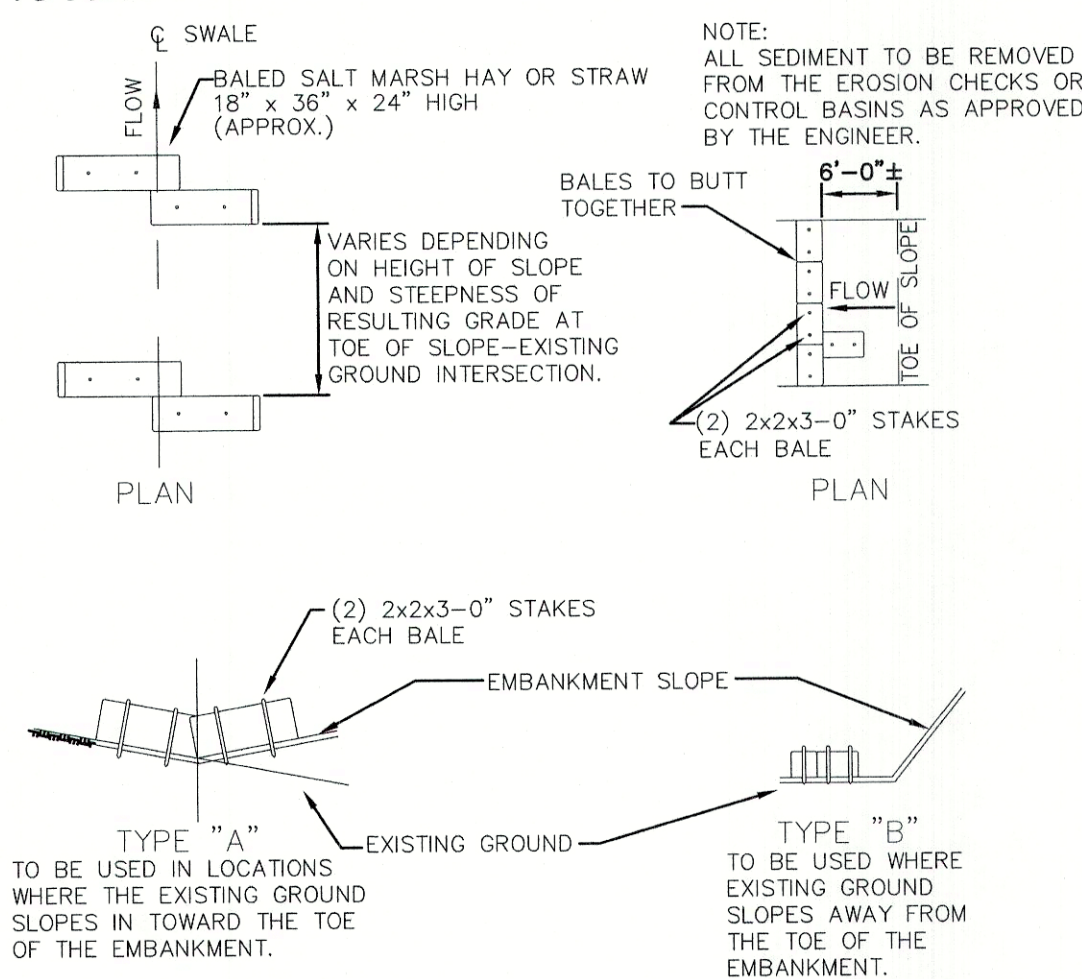 ℄ SWALE
FLOW
BALED SALT MARSH HAY OR STRAW
18" x 36" x 24" HIGH
(APPROX.)
VARIES DEPENDING
ON HEIGHT OF SLOPE
AND STEEPNESS OF
RESULTING GRADE AT
TOE OF SLOPE-EXISTING
GROUND INTERSECTION.
PLAN
NOTE:
ALL SEDIMENT TO BE REMOVED
FROM THE EROSION CHECKS OR
CONTROL BASINS AS APPROVED
BY THE ENGINEER.
6'-0"±
BALES TO BUTT
TOGETHER
FLOW
TOE OF SLOPE
(2) 2x2x3-0" STAKES
EACH BALE
PLAN
(2) 2x2x3-0" STAKES
EACH BALE
EMBANKMENT SLOPE
EXISTING GROUND
TYPE "A"
TO BE USED IN LOCATIONS
WHERE THE EXISTING GROUND
SLOPES IN TOWARD THE TOE
OF THE EMBANKMENT.
TYPE "B"
TO BE USED WHERE
EXISTING GROUND
SLOPES AWAY FROM
THE TOE OF THE
EMBANKMENT.